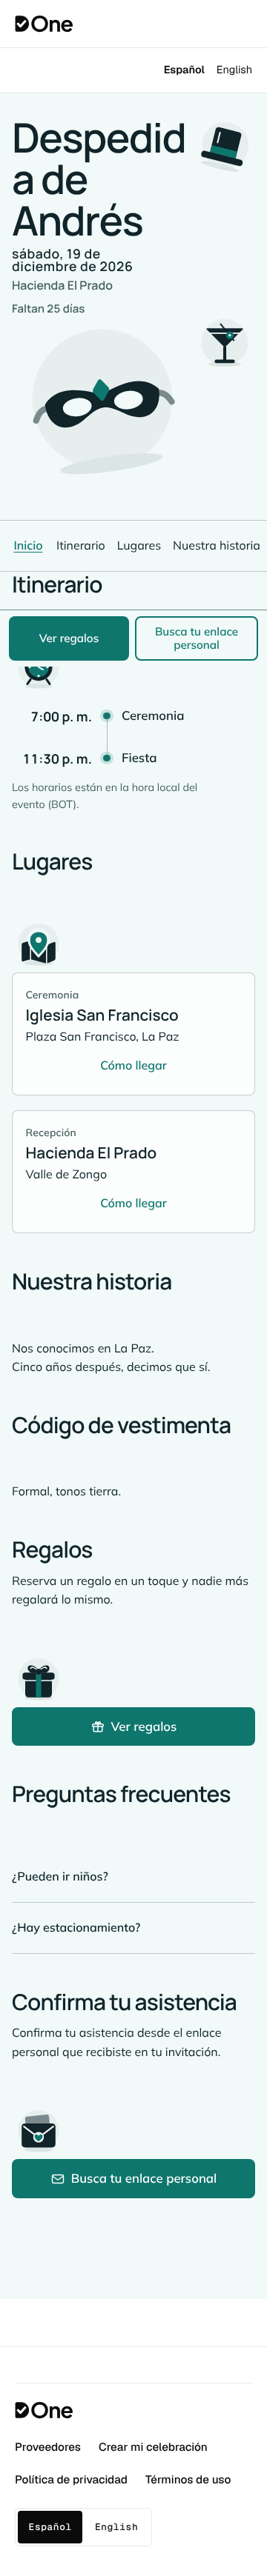 One
Español English
Despedid
a de
Andrés
sábado, 19 de
diciembre de 2026
Hacienda El Prado
Faltan 25 días
Inicio Itinerario Lugares Nuestra historia
Itinerario
Ver regalos
Busca tu enlace
personal
7:00 p. m. Ceremonia
11:30 p. m. Fiesta
Los horarios están en la hora local del
evento (BOT).
Lugares
Ceremonia
Iglesia San Francisco
Plaza San Francisco, La Paz
Cómo llegar
Recepción
Hacienda El Prado
Valle de Zongo
Cómo llegar
Nuestra historia
Nos conocimos en La Paz.
Cinco años después, decimos que sí.
Código de vestimenta
Formal, tonos tierra.
Regalos
Reserva un regalo en un toque y nadie más
regalará lo mismo.
Ver regalos
Preguntas frecuentes
¿Pueden ir niños?
¿Hay estacionamiento?
Confirma tu asistencia
Confirma tu asistencia desde el enlace
personal que recibiste en tu invitación.
Busca tu enlace personal
One
Proveedores Crear mi celebración
Política de privacidad Términos de uso
Español English